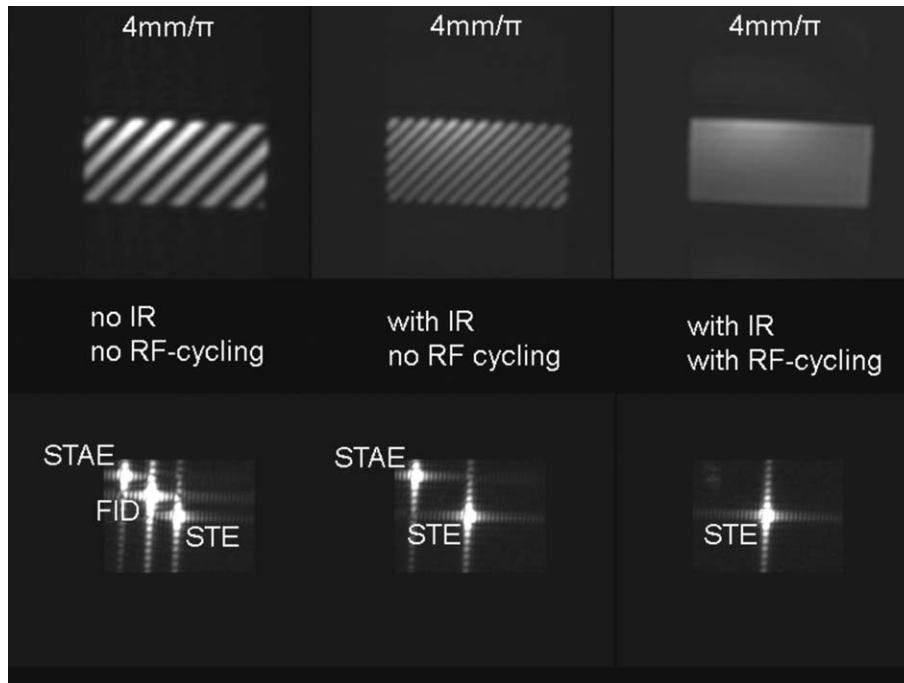 4mm/π
4mm/π
4mm/π
no IR
no RF-cycling
with IR
no RF cycling
with IR
with RF-cycling
STAE
FID
STE
STAE
STE
STE